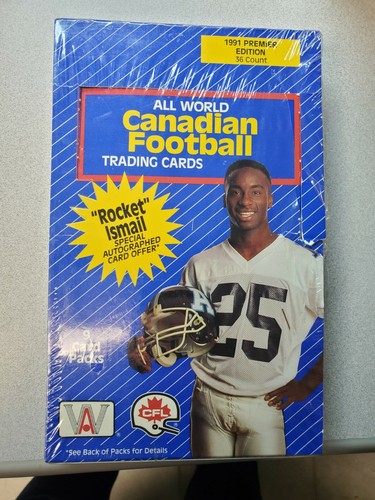 1991 PREMIER
EDITION
36 Count
ALL WORLD
Canadian
Football
TRADING CARDS
"Rocket"
Ismail
SPECIAL
AUTOGRAPHED
CARD OFFER*
25
9
Card
Packs
CFL
*See Back of Packs for Details